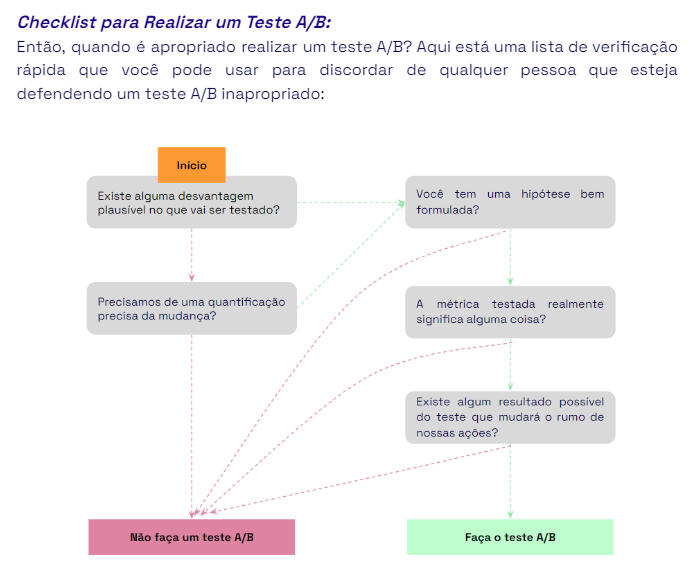 Checklist para Realizar um Teste A/B:
Então, quando é apropriado realizar um teste A/B? Aqui está uma lista de verificação
rápida que você pode usar para discordar de qualquer pessoa que esteja
defendendo um teste A/B inapropriado:
Início
Existe alguma desvantagem
plausível no que vai ser testado?
Você tem uma hipótese bem
formulada?
Precisamos de uma quantificação
precisa da mudança?
A métrica testada realmente
significa alguma coisa?
Existe algum resultado possível
do teste que mudará o rumo de
nossas ações?
Não faça um teste A/B
Faça o teste A/B